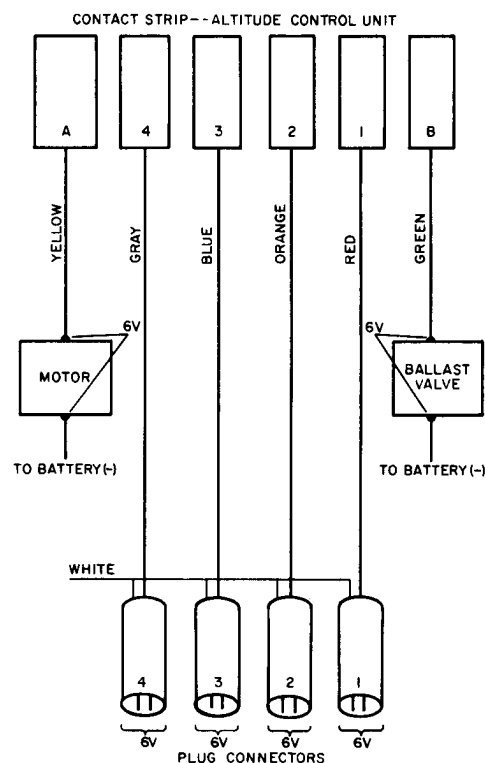 CONTACT STRIP--ALTITUDE CONTROL UNIT
A 4 3 2 1 B
YELLOW GRAY BLUE ORANGE RED GREEN
6V 6V
MOTOR BALLAST
VALVE
TO BATTERY(-) TO BATTERY(-)
WHITE
4 3 2 1
6V 6V 6V 6V
PLUG CONNECTORS